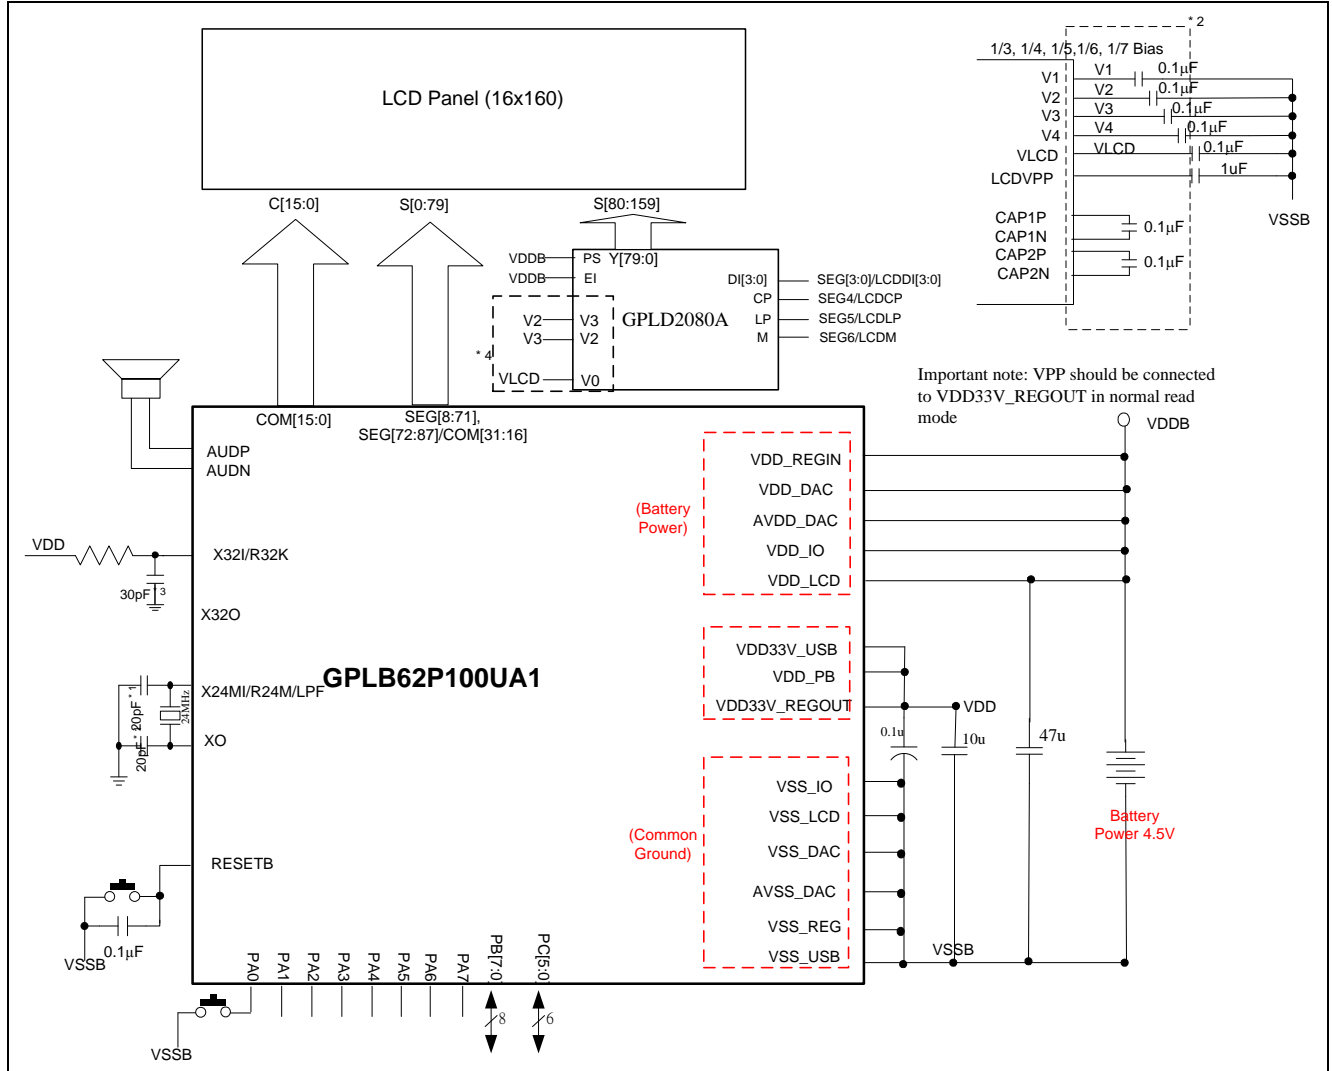 * 2
1/3, 1/4, 1/5,1/6, 1/7 Bias
V1 V1 0.1µF
V2 V2 0.1µF
V3 V3 0.1µF
V4 V4 0.1µF
VLCD VLCD 0.1µF
LCDVPP 1uF
VSSB
CAP1P
CAP1N 0.1µF
CAP2P
CAP2N 0.1µF
LCD Panel (16x160)
C[15:0] S[0:79] S[80:159]
VDDB PS Y[79:0]
VDDB EI
DI[3:0] SEG[3:0]/LCDDI[3:0]
CP SEG4/LCDCP
V2 V3 GPLD2080A LP SEG5/LCDLP
V3 V2 M SEG6/LCDM
* 4
VLCD V0
Important note: VPP should be connected
to VDD33V_REGOUT in normal read
mode
VDDB
COM[15:0] SEG[8:71],
SEG[72:87]/COM[31:16]
AUDP
AUDN
VDD
X32I/R32K
30pF * 3
X32O
X24MI/R24M/LPF
20pF * 1
24MHz
XO
20pF *
GPLB62P100UA1
RESETB
0.1µF
VSSB
(Battery
Power)
VDD_REGIN
VDD_DAC
AVDD_DAC
VDD_IO
VDD_LCD
VDD33V_USB
VDD_PB
VDD33V_REGOUT
VDD
0.1u 10u 47u
(Common
Ground)
VSS_IO
VSS_LCD
VSS_DAC
AVSS_DAC
VSS_REG
VSS_USB
VSSB
Battery
Power 4.5V
PA0 PA1 PA2 PA3 PA4 PA5 PA6 PA7 PB[7:0] PC[5:0]
8 6
VSSB